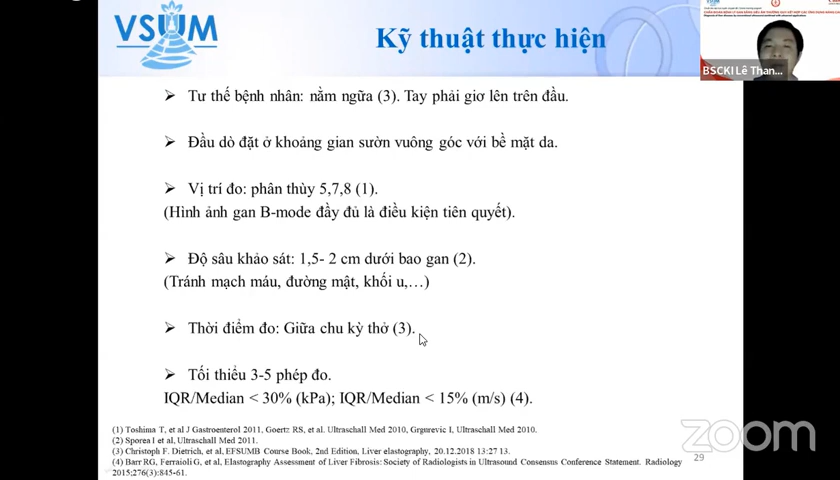 VSUM
Kỹ thuật thực hiện
BSCKI Lê Than...
➤ Tư thế bệnh nhân: nằm ngửa (3). Tay phải giơ lên trên đầu.
➤ Đầu dò đặt ở khoảng gian sườn vuông góc với bề mặt da.
➤ Vị trí đo: phân thùy 5,7,8 (1).
(Hình ảnh gan B-mode đầy đủ là điều kiện tiên quyết).
➤ Độ sâu khảo sát: 1,5- 2 cm dưới bao gan (2).
(Tránh mạch máu, đường mật, khối u,…)
➤ Thời điểm đo: Giữa chu kỳ thở (3).
➤ Tối thiểu 3-5 phép đo.
IQR/Median < 30% (kPa); IQR/Median < 15% (m/s) (4).
(1) Toshima T, et al J Gastroenterol 2011, Goertz RS, et al. Ultraschall Med 2010, Grgurevic I, Ultraschall Med 2010.
(2) Sporea I et al, Ultraschall Med 2011.
(3) Christoph F. Dietrich, et al, EFSUMB Course Book, 2nd Edition, Liver elastography, 20.12.2018 13:27 13.
(4) Barr RG, Ferraioli G, et al, Elastography Assessment of Liver Fibrosis: Society of Radiologists in Ultrasound Consensus Conference Statement. Radiology
2015;276(3):845-61.
29
zoom